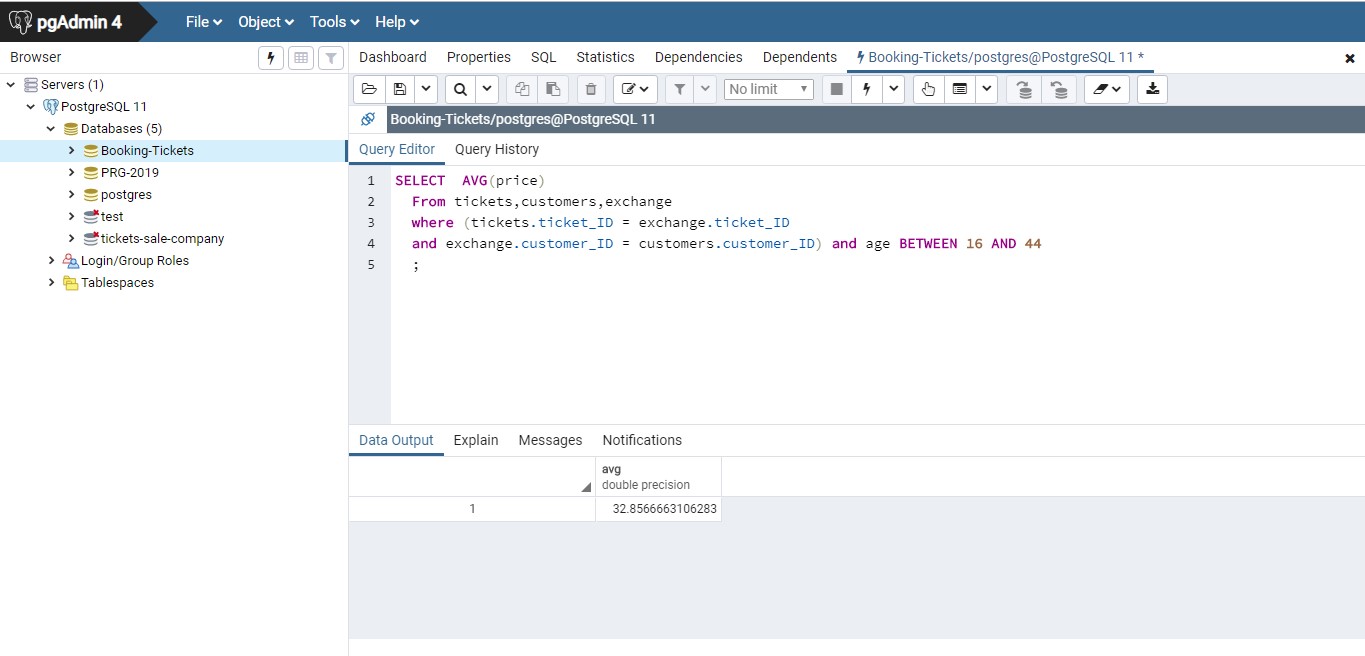 pgAdmin 4
File Object Tools Help
Browser
Dashboard Properties SQL Statistics Dependencies Dependents Booking-Tickets/postgres@PostgreSQL 11 *
Servers (1)
PostgreSQL 11
Databases (5)
Booking-Tickets
PRG-2019
postgres
test
tickets-sale-company
Login/Group Roles
Tablespaces
No limit
Booking-Tickets/postgres@PostgreSQL 11
Query Editor Query History
1 SELECT AVG(price)
2 From tickets,customers,exchange
3 where (tickets.ticket_ID = exchange.ticket_ID
4 and exchange.customer_ID = customers.customer_ID) and age BETWEEN 16 AND 44
5 ;
Data Output Explain Messages Notifications
avg
double precision
1 32.8566663106283